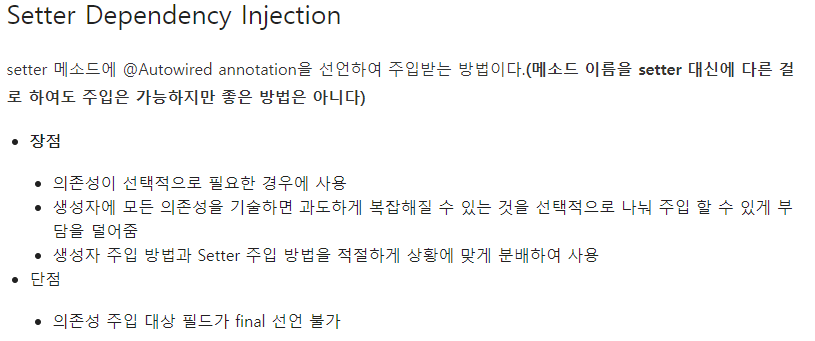 Setter Dependency Injection
setter 메소드에 @Autowired annotation을 선언하여 주입받는 방법이다.(메소드 이름을 setter 대신에 다른 걸
로 하여도 주입은 가능하지만 좋은 방법은 아니다)
• 장점
• 의존성이 선택적으로 필요한 경우에 사용
• 생성자에 모든 의존성을 기술하면 과도하게 복잡해질 수 있는 것을 선택적으로 나눠 주입 할 수 있게 부
담을 덜어줌
• 생성자 주입 방법과 Setter 주입 방법을 적절하게 상황에 맞게 분배하여 사용
• 단점
• 의존성 주입 대상 필드가 final 선언 불가